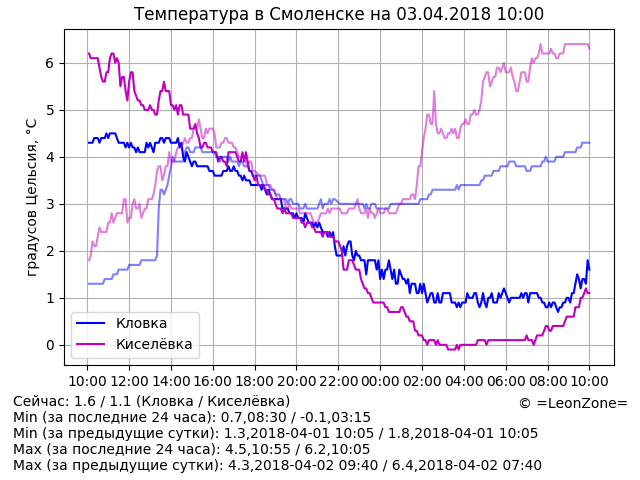 Температура в Смоленске на 03.04.2018 10:00
градусов Цельсия, °C
6
5
4
3
2
1
0
Кловка
Киселёвка
10:00 12:00 14:00 16:00 18:00 20:00 22:00 00:00 02:00 04:00 06:00 08:00 10:00
Сейчас: 1.6 / 1.1 (Кловка / Киселёвка)
© =LeonZone=
Min (за последние 24 часа): 0.7,08:30 / -0.1,03:15
Min (за предыдущие сутки): 1.3,2018-04-01 10:05 / 1.8,2018-04-01 10:05
Max (за последние 24 часа): 4.5,10:55 / 6.2,10:05
Max (за предыдущие сутки): 4.3,2018-04-02 09:40 / 6.4,2018-04-02 07:40